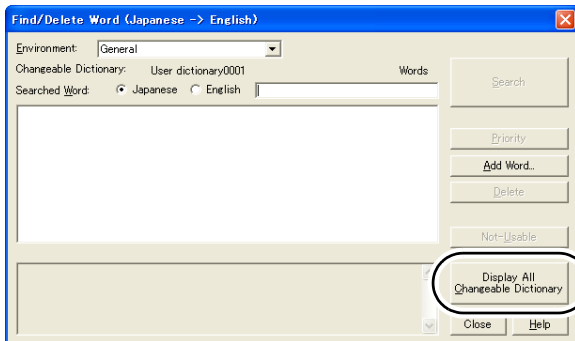 Find/Delete Word (Japanese -> English)
Environment: General
Changeable Dictionary: User dictionary0001 Words
Searched Word: Japanese English
Search
Priority
Add Word...
Delete
Not-Usable
Display All
Changeable Dictionary
Close Help